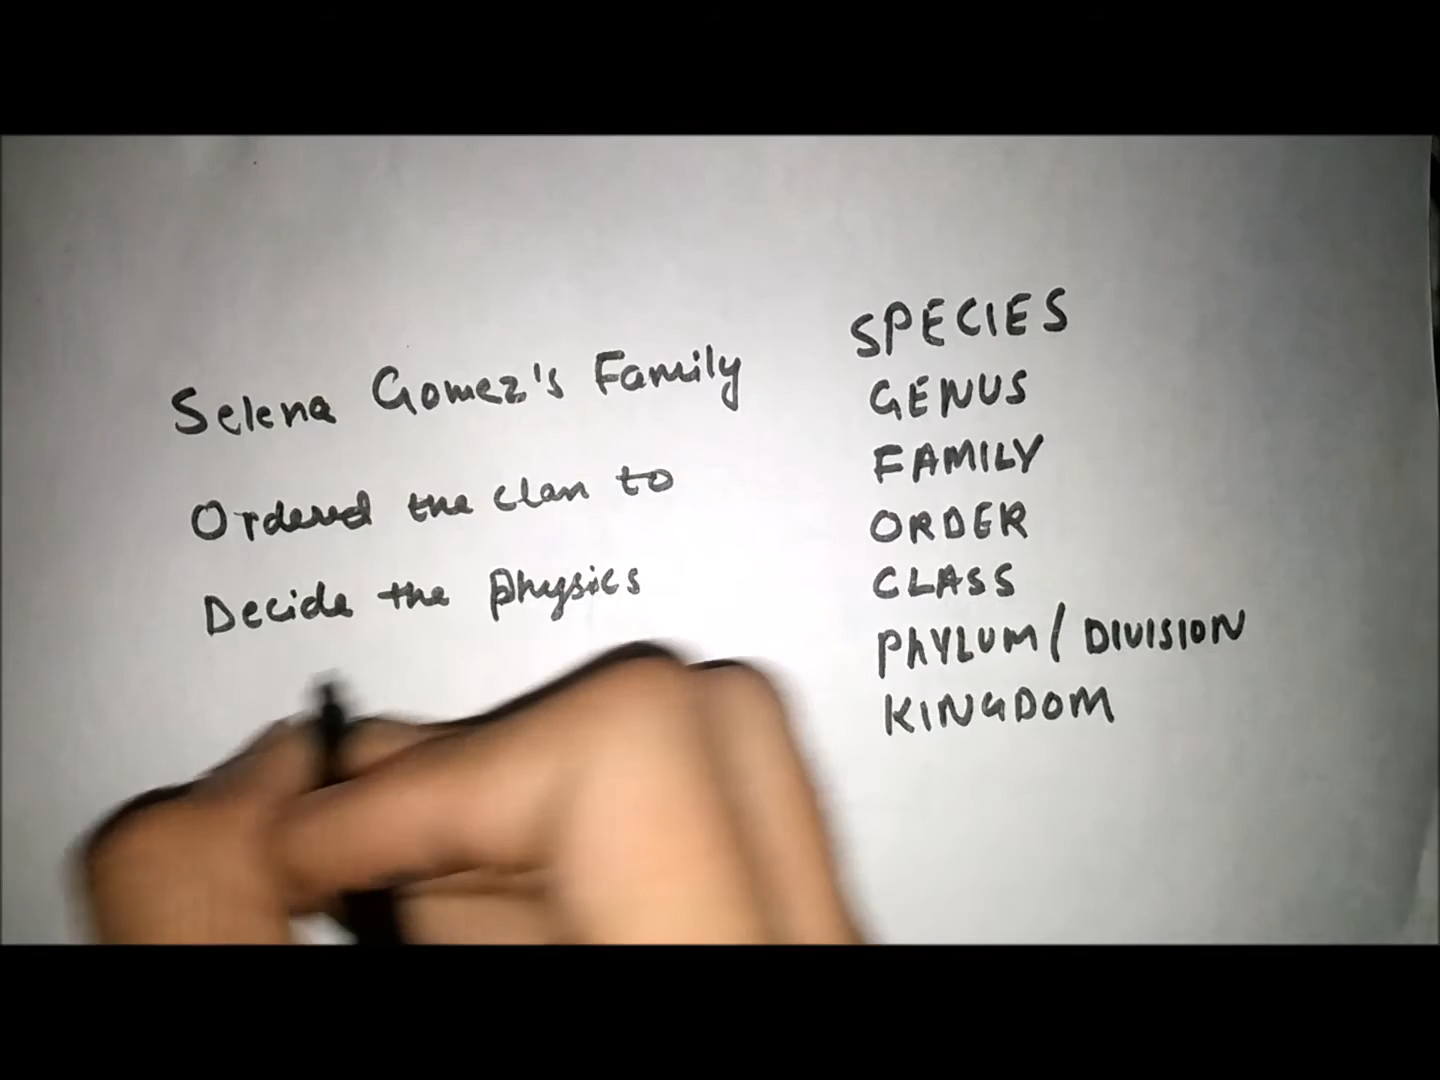 Selena Gomez's Family
Ordered the clan to
Decide the physics
SPECIES
GENUS
FAMILY
ORDER
CLASS
PHYLUM / DIVISION
KINGDOM